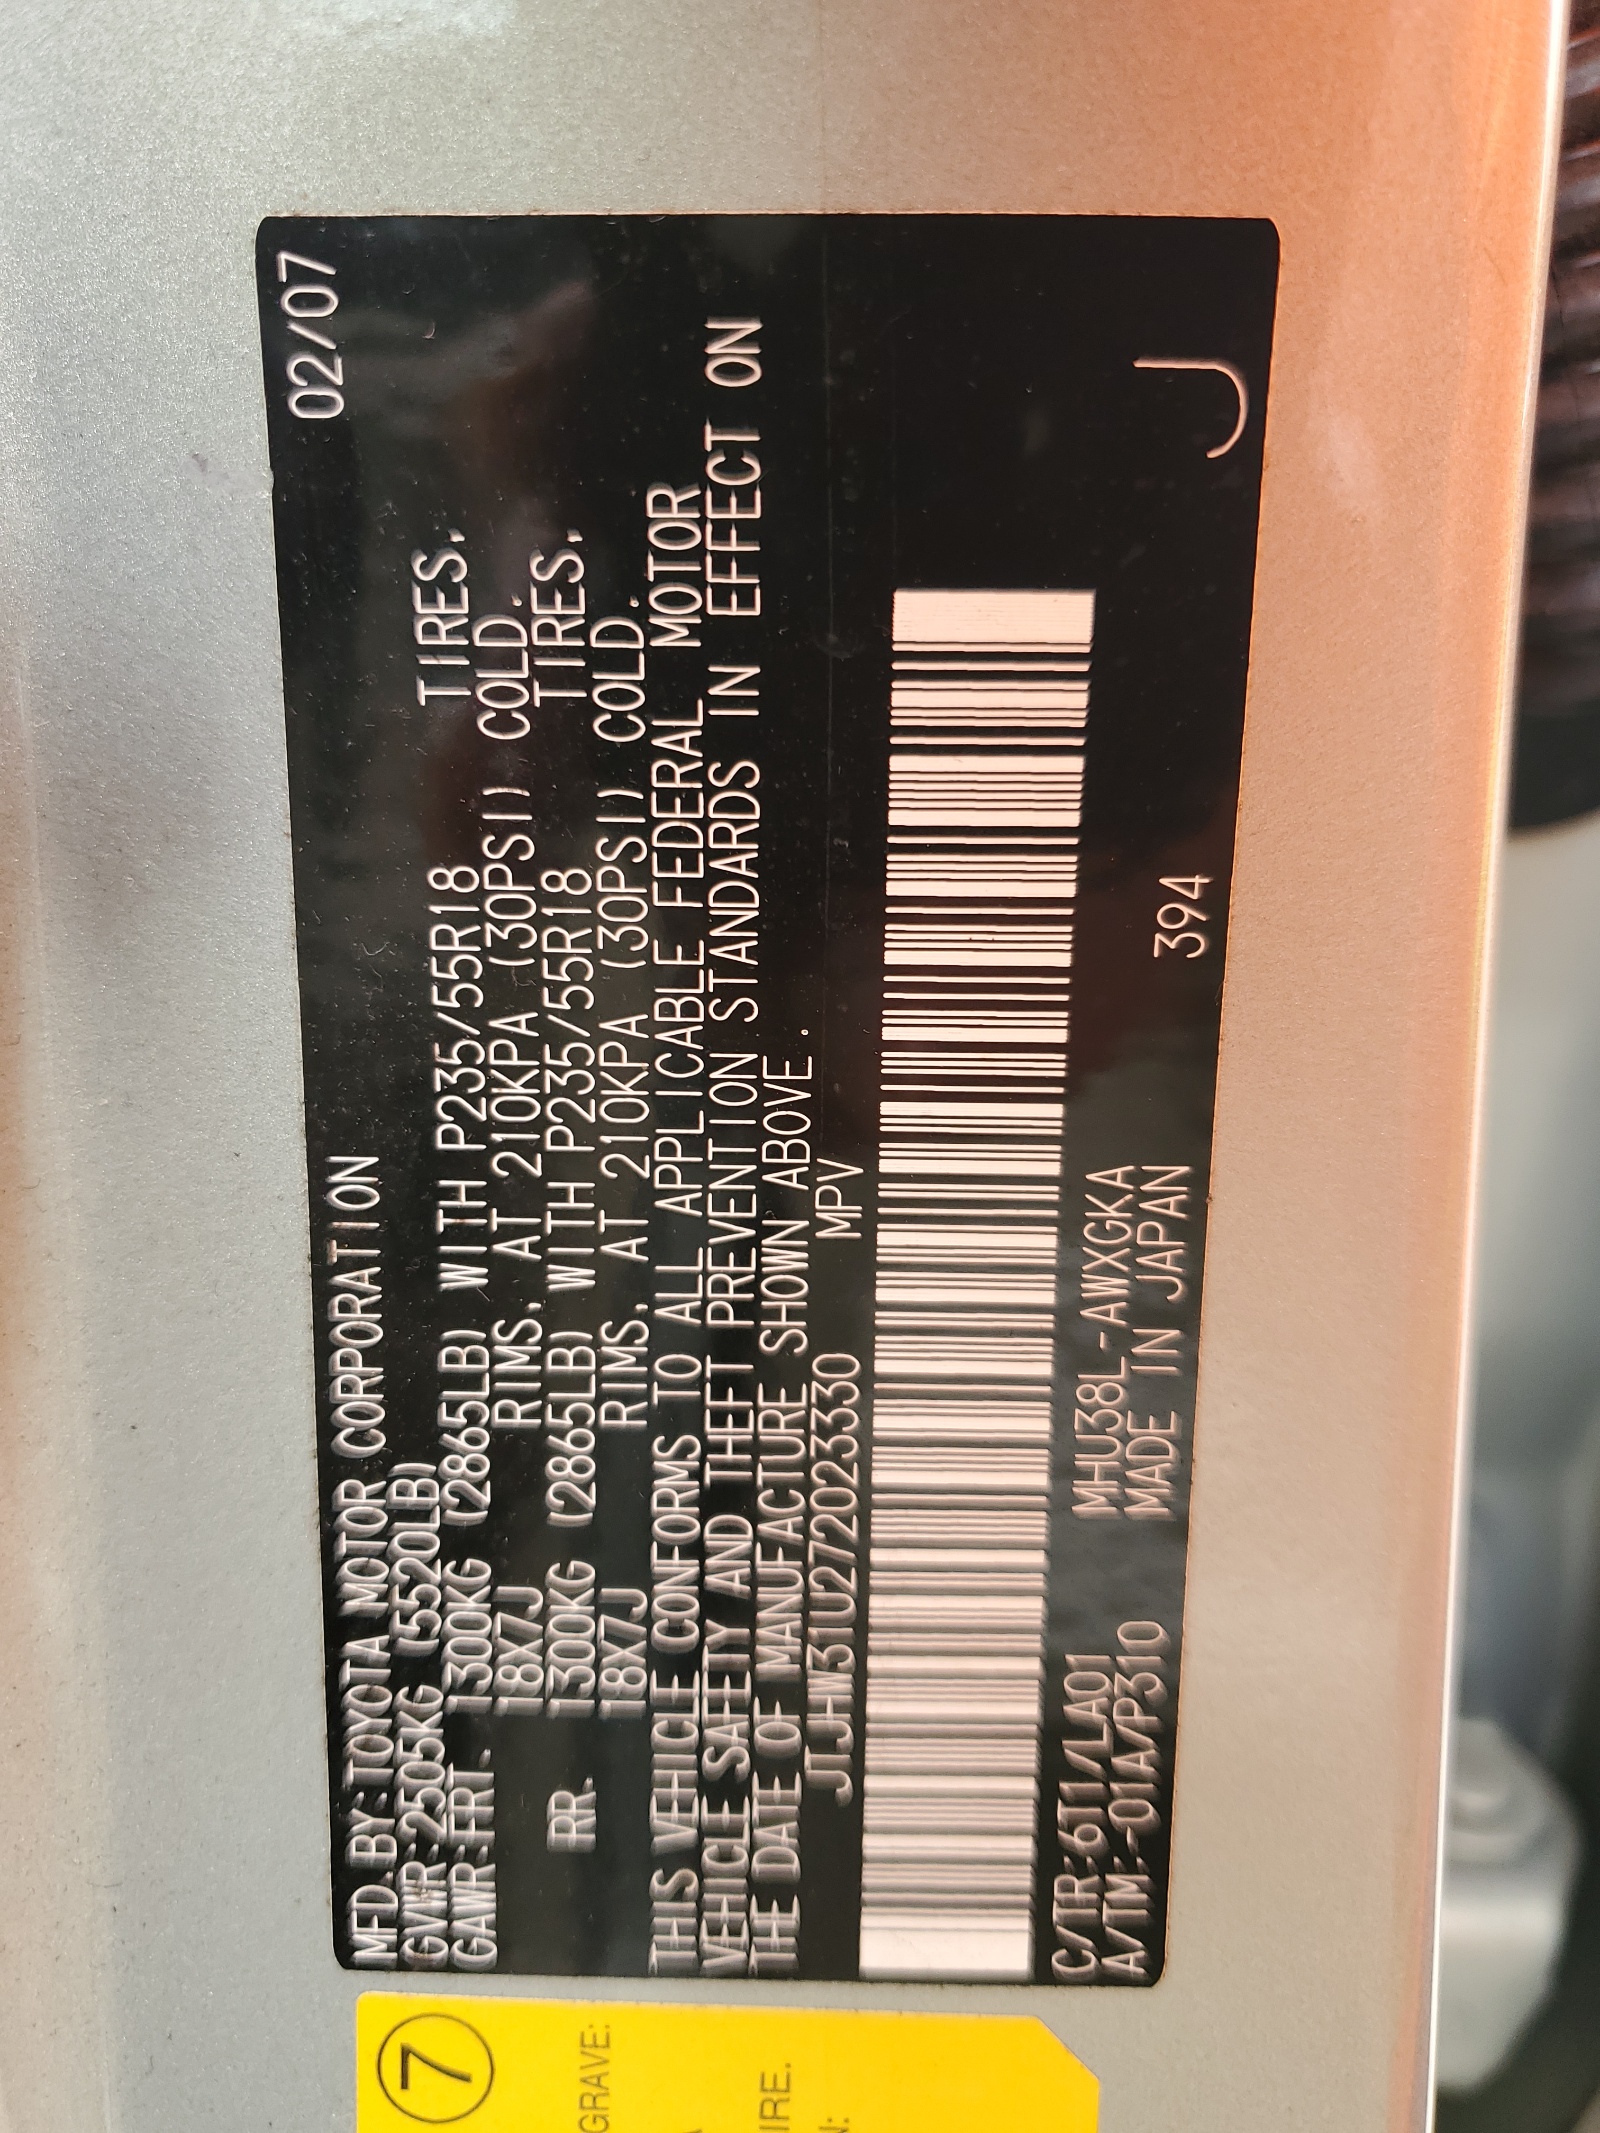 02/07
MFD.BY:TOYOTA MOTOR CORPORATION
GVWR:2505KG (5520LB)
GAWR:FRT. 1300KG (2865LB) WITH P235/55R18 TIRES,
18X7J RIMS, AT 210KPA (30PSI) COLD.
RR. 1300KG (2865LB) WITH P235/55R18 TIRES,
18X7J RIMS, AT 210KPA (30PSI) COLD.
THIS VEHICLE CONFORMS TO ALL APPLICABLE FEDERAL MOTOR
VEHICLE SAFETY AND THEFT PREVENTION STANDARDS IN EFFECT ON
THE DATE OF MANUFACTURE SHOWN ABOVE.
JTJHW31U272023330 MPV
C/TR:6T1/LA01 MHU38L-AWXGKA
A/TM:-01A/P310 MADE IN JAPAN 394
J
7
GRAVE:
IRE.